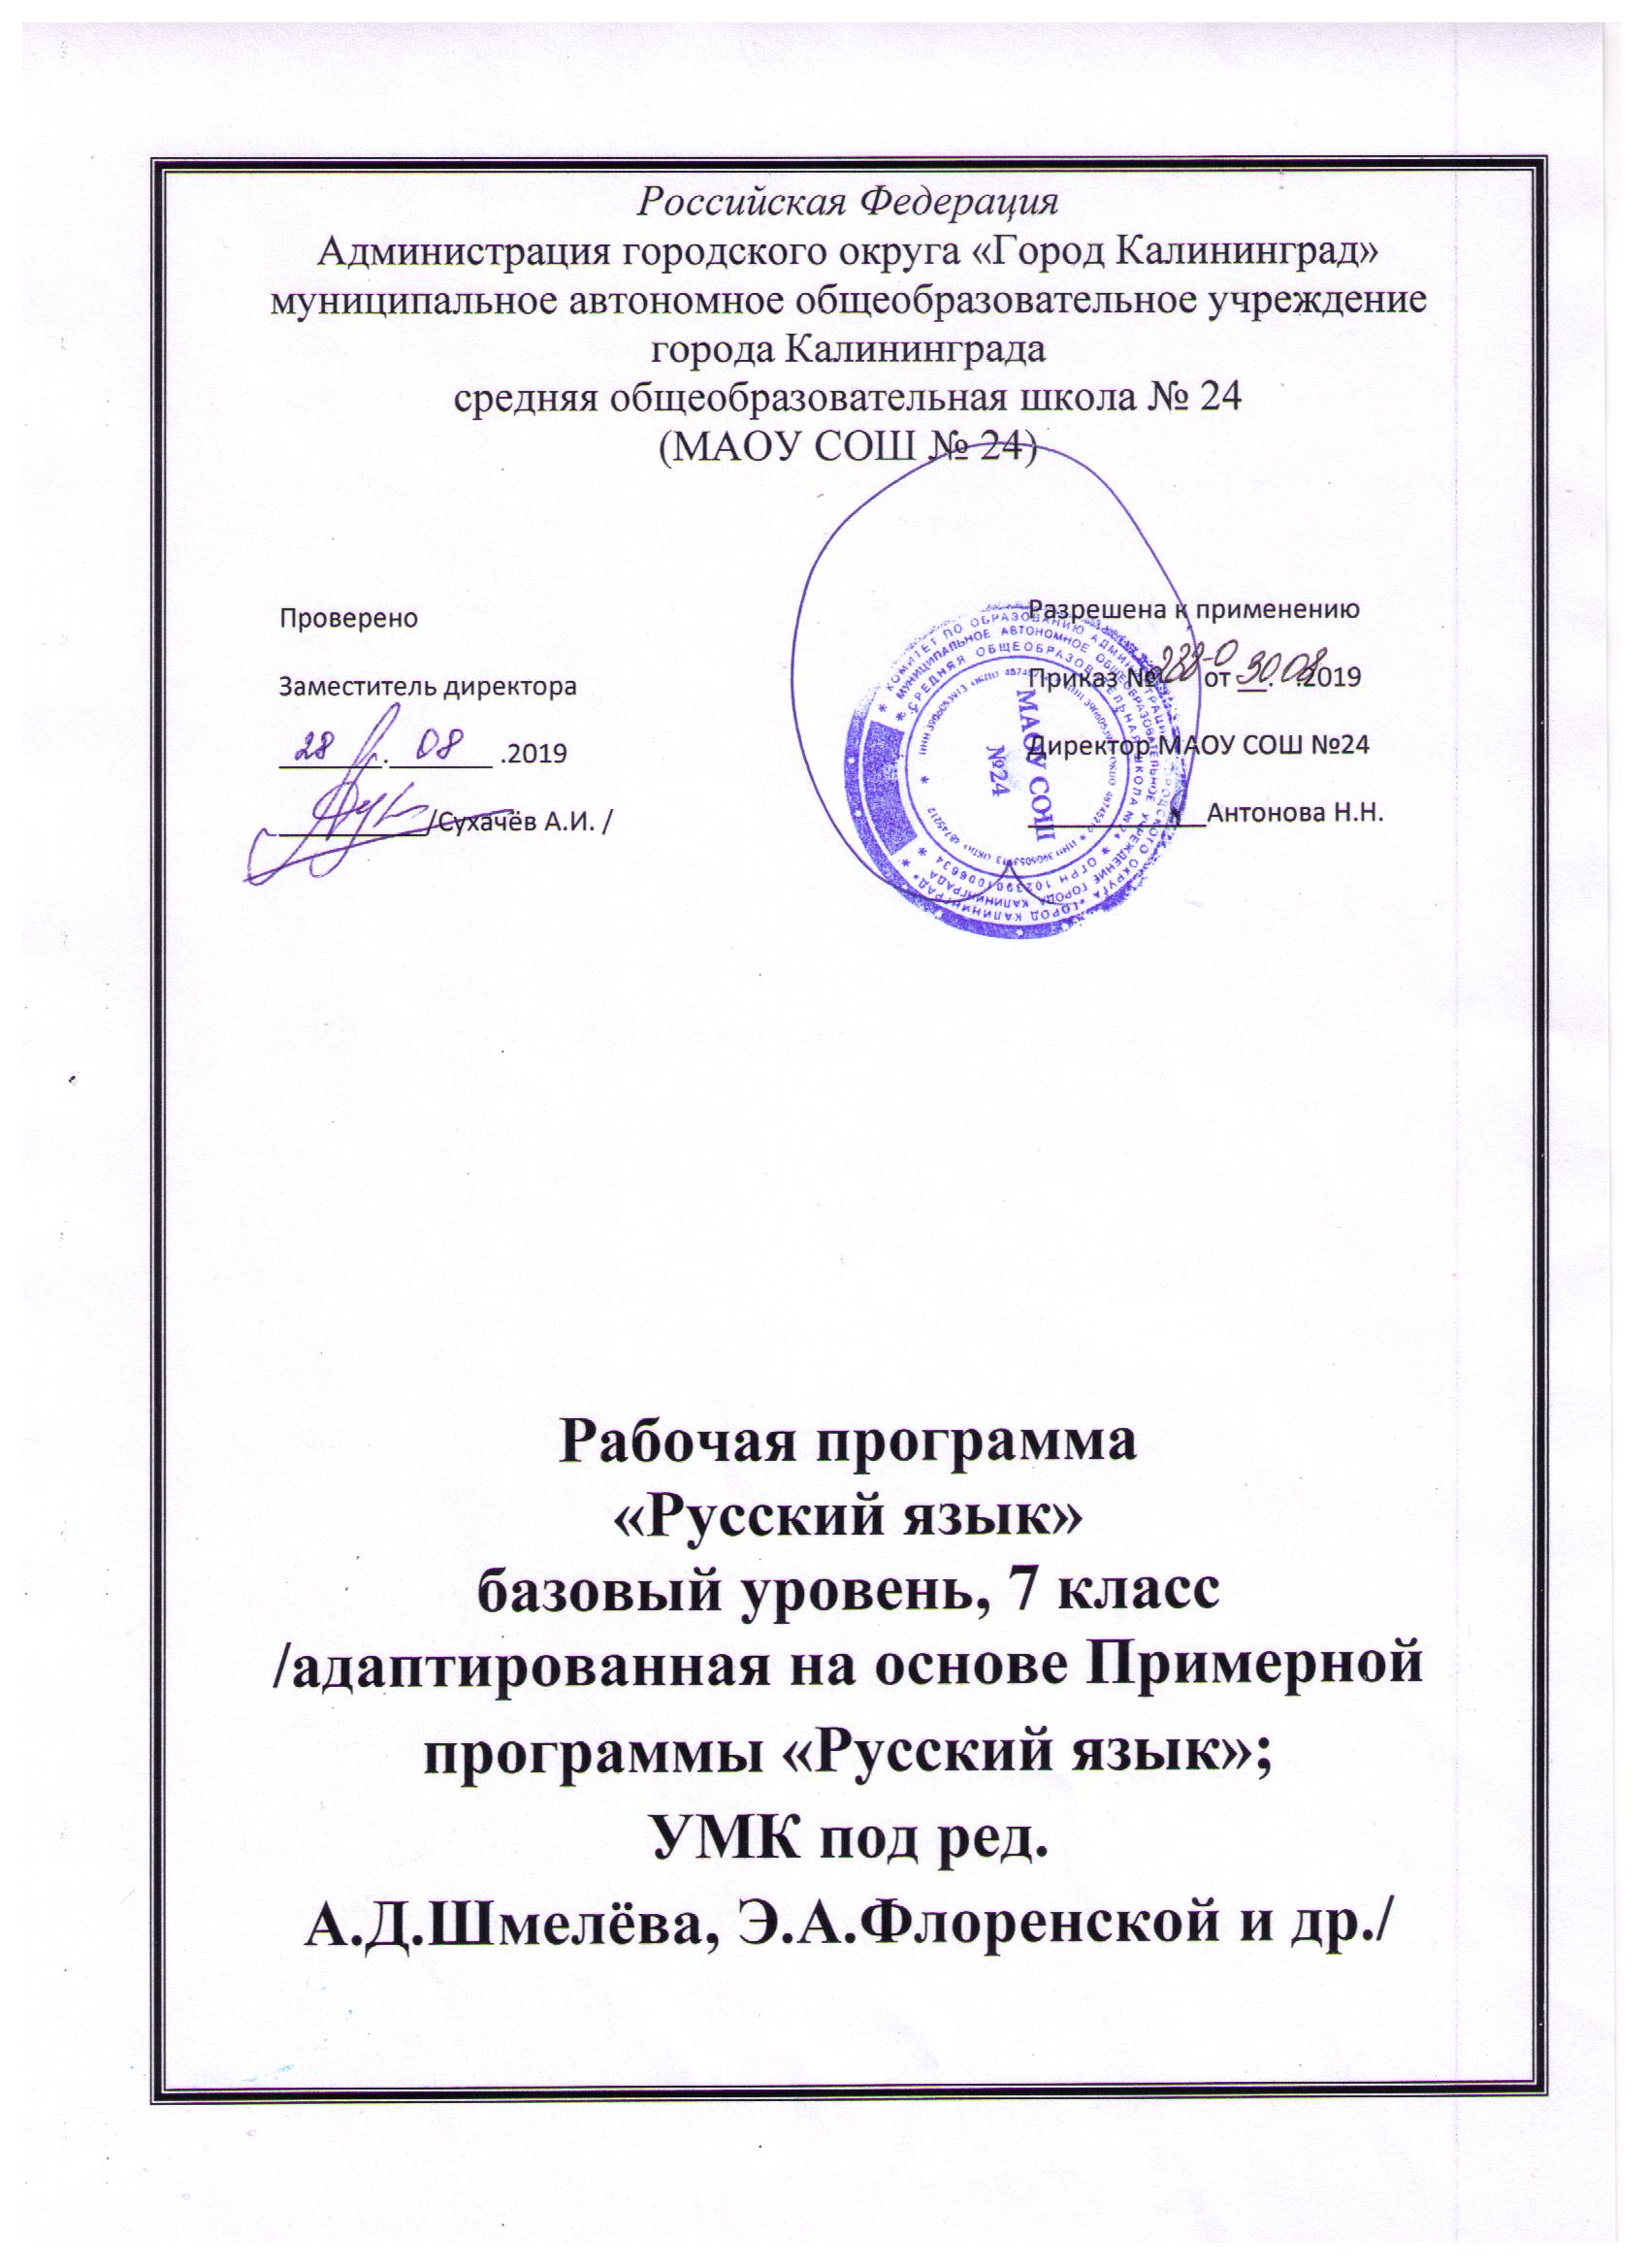 Российская Федерация
Администрация городского округа «Город Калининград»
муниципальное автономное общеобразовательное учреждение
города Калининграда
средняя общеобразовательная школа № 24
(МАОУ СОШ № 24)
Проверено
Заместитель директора
28.08.2019
/Сухачёв А.И. /
Разрешена к применению
Приказ № от 30.08.2019
Директор МАОУ СОШ №24
Антонова Н.Н.
МАОУ СОШ
№24
Рабочая программа
«Русский язык»
базовый уровень, 7 класс
/адаптированная на основе Примерной
программы «Русский язык»;
УМК под ред.
А.Д.Шмелёва, Э.А.Флоренской и др./